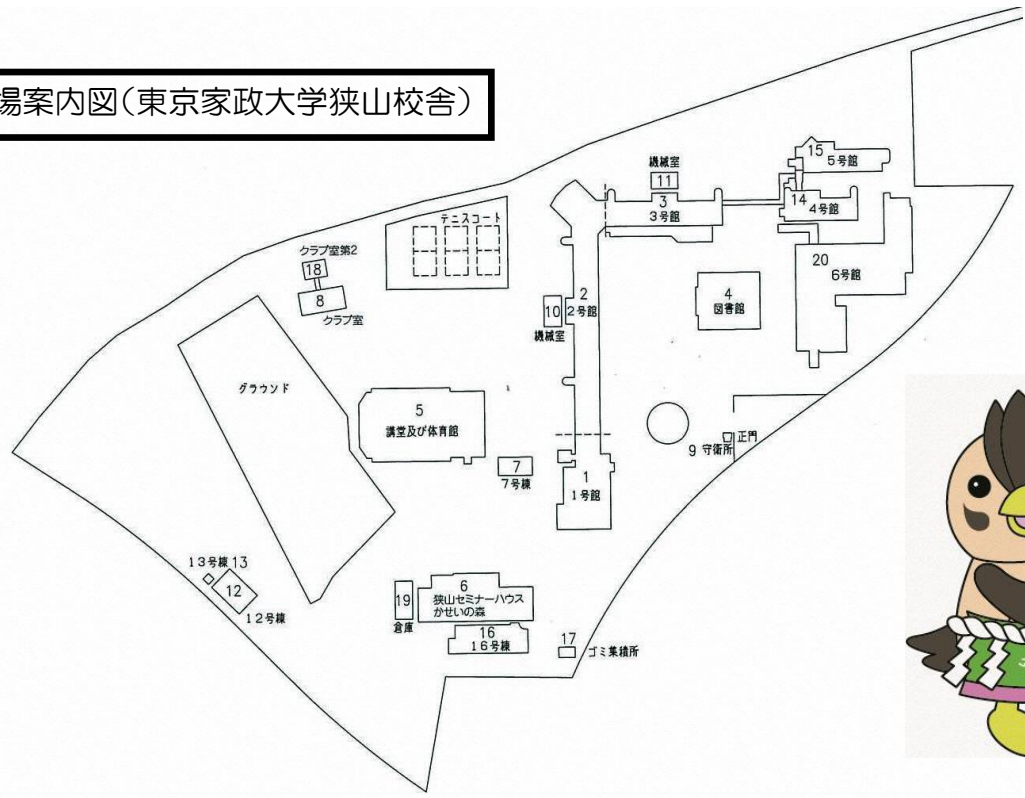 場案内図(東京家政大学狭山校舎)
15
5号館
機械室
11
14
4号館
3
3号館
テニスコート
クラブ室第2
18
8
クラブ室
20
6号館
2
2号館
10
機械室
4
図書館
グラウンド
5
講堂及び体育館
正門
9 守衛所
7
7号棟
1
1号館
13号棟 13
12
12号棟
19
倉庫
6
狭山セミナーハウス
かせいの森
16
16号棟
17
ゴミ集積所